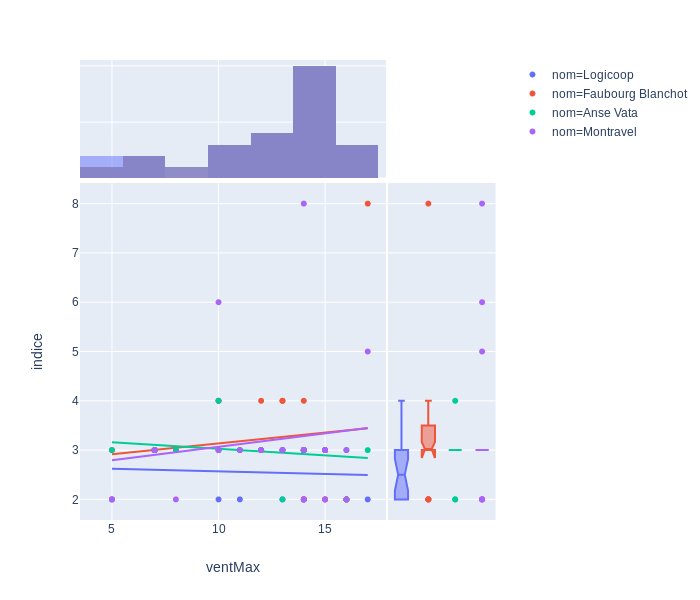 nom=Logicoop
nom=Faubourg Blanchot
nom=Anse Vata
nom=Montravel
8
7
6
5
4
3
2
indice
5
10
15
ventMax